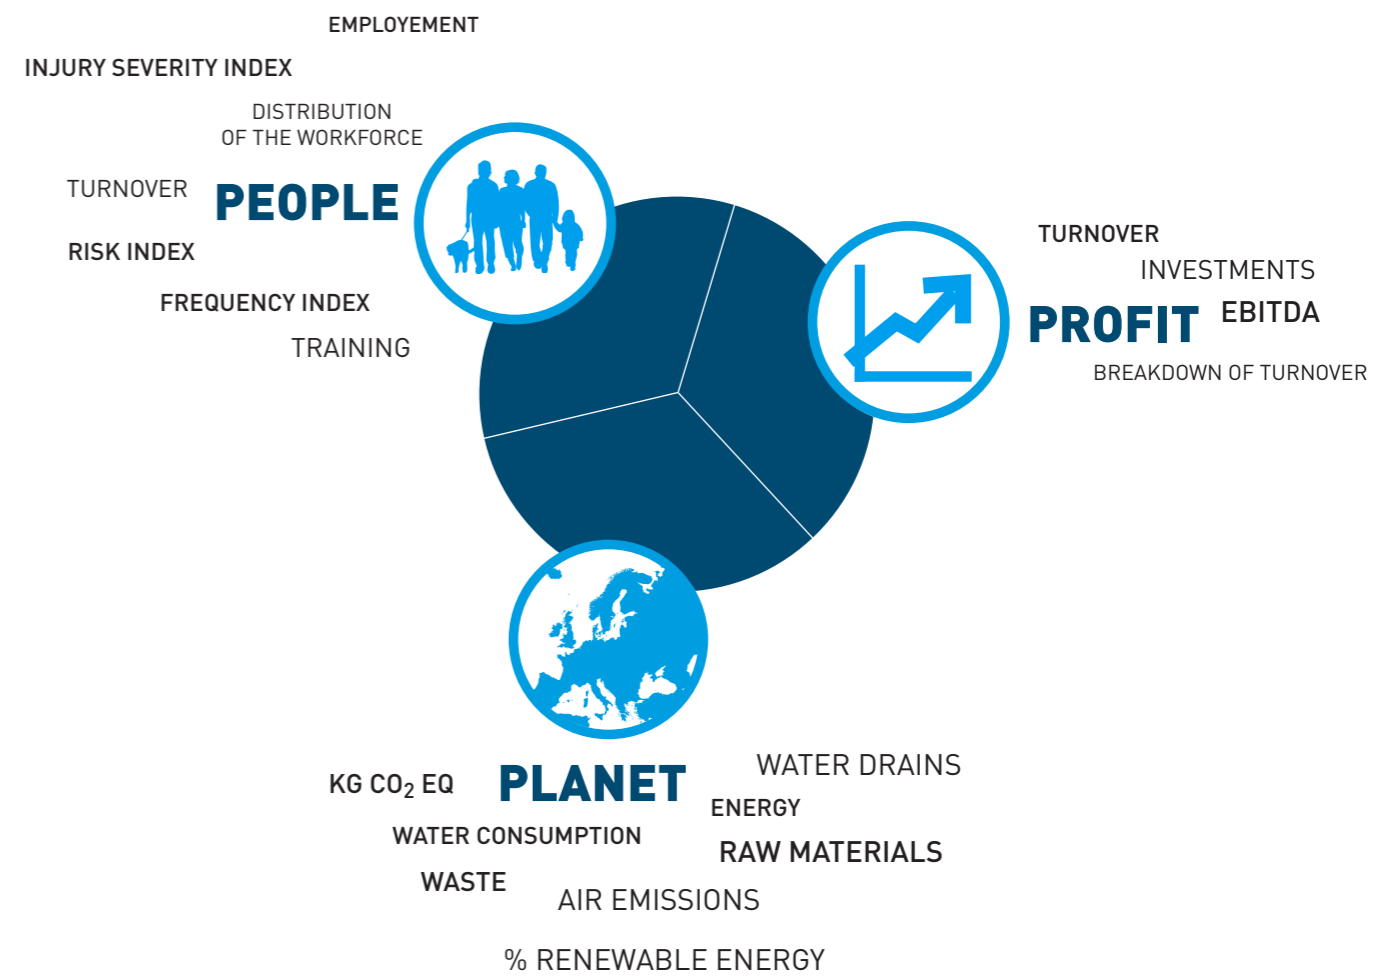 EMPLOYEMENT
INJURY SEVERITY INDEX
DISTRIBUTION
OF THE WORKFORCE
TURNOVER
PEOPLE
RISK INDEX
FREQUENCY INDEX
TRAINING
TURNOVER
INVESTMENTS
PROFIT
EBITDA
BREAKDOWN OF TURNOVER
KG CO₂ EQ
PLANET
WATER DRAINS
ENERGY
WATER CONSUMPTION
RAW MATERIALS
WASTE
AIR EMISSIONS
% RENEWABLE ENERGY